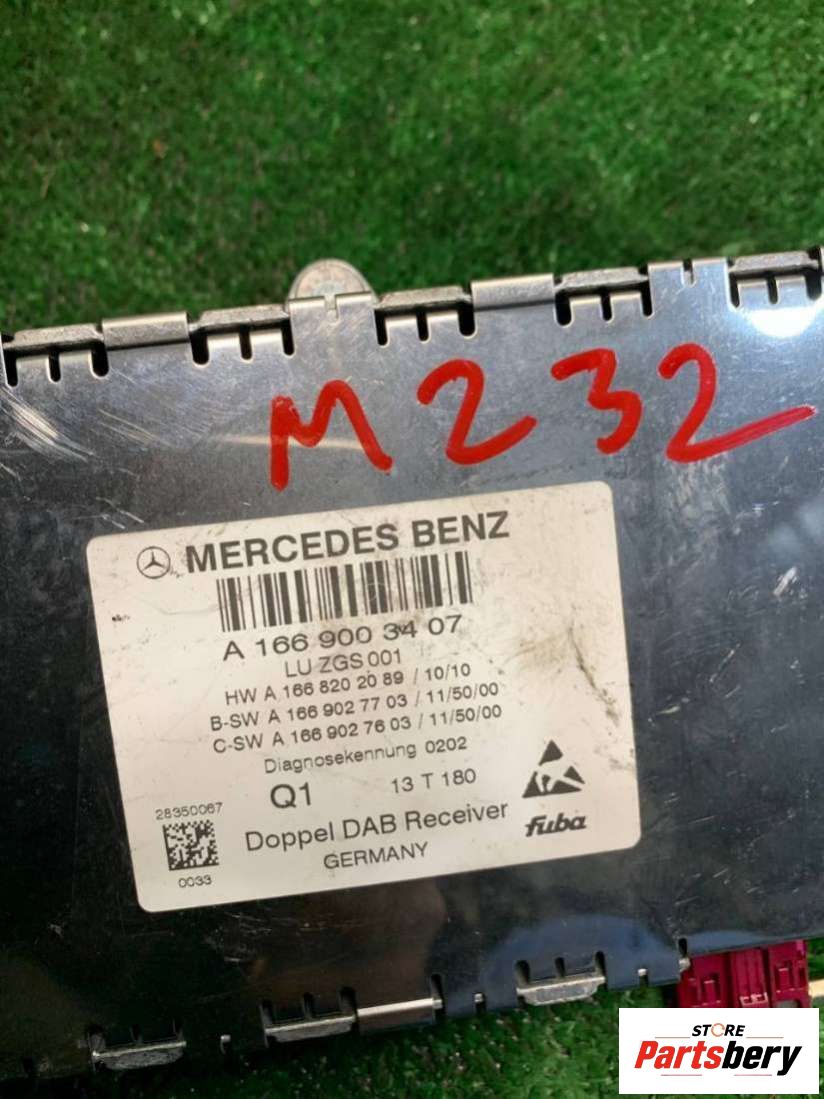 M232
MERCEDES BENZ
A 166 900 34 07
LU ZGS 001
HW A 166 820 20 89 / 10/10
B-SW A 166 902 77 03 / 11/50/00
C-SW A 166 902 76 03 / 11/50/00
Diagnosekennung 0202
Q1 13 T 180
28350067
0033
Doppel DAB Receiver
GERMANY
fuba
STORE
Partsbery